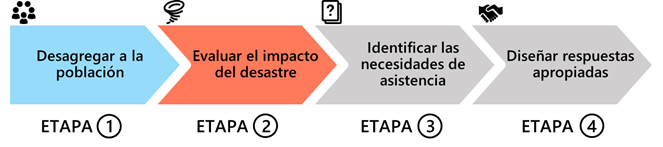 ?
Desagregar a la
población
Evaluar el impacto
del desastre
Identificar las
necesidades de
asistencia
Diseñar respuestas
apropiadas
ETAPA 1
ETAPA 2
ETAPA 3
ETAPA 4